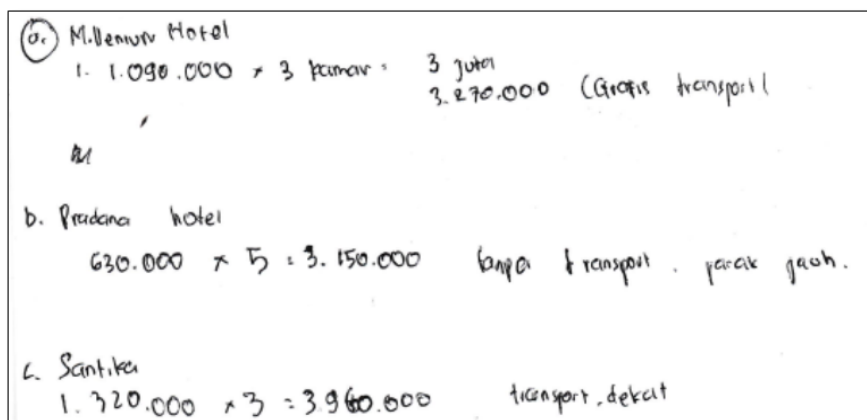 a. Millenium Hotel
1. 1.090.000 x 3 kamar = 3 juta
3.270.000 (Gratis transport)
b. Pradana hotel
630.000 x 5 = 3.150.000 tanpa transport. jarak jauh.
c. Santika
1.320.000 x 3 = 3.960.000 transport. dekat